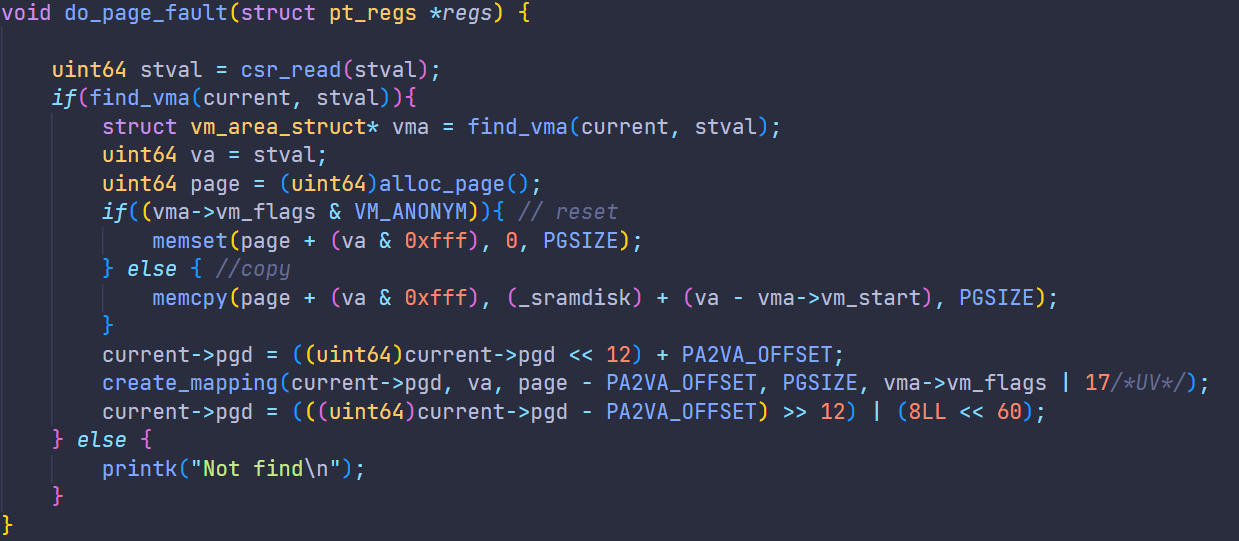 void do_page_fault(struct pt_regs *regs) {
    uint64 stval = csr_read(stval);
    if(find_vma(current, stval)){
        struct vm_area_struct* vma = find_vma(current, stval);
        uint64 va = stval;
        uint64 page = (uint64)alloc_page();
        if((vma->vm_flags & VM_ANONYM)){ // reset
            memset(page + (va & 0xfff), 0, PGSIZE);
        } else { //copy
            memcpy(page + (va & 0xfff), (_sramdisk) + (va - vma->vm_start), PGSIZE);
        }
        current->pgd = ((uint64)current->pgd << 12) + PA2VA_OFFSET;
        create_mapping(current->pgd, va, page - PA2VA_OFFSET, PGSIZE, vma->vm_flags | 17/*UV*/);
        current->pgd = (((uint64)current->pgd - PA2VA_OFFSET) >> 12) | (8LL << 60);
    } else {
        printk("Not find\n");
    }
}